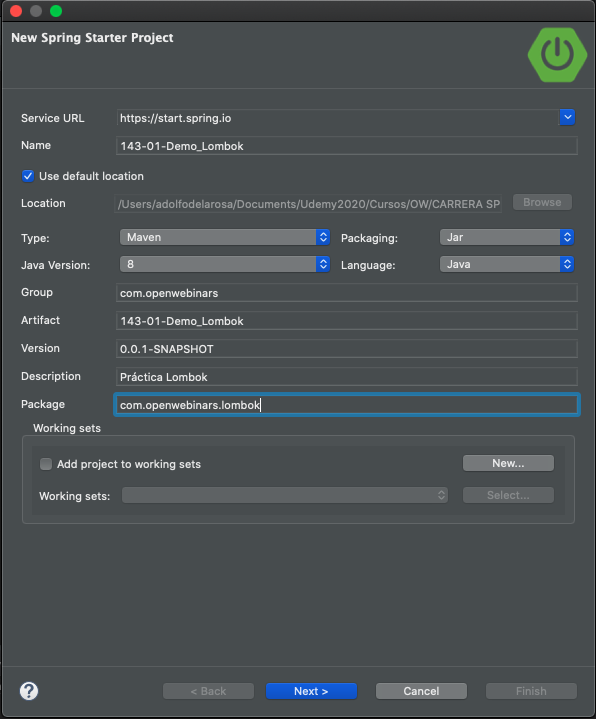 New Spring Starter Project
Service URL https://start.spring.io
Name 143-01-Demo_Lombok
Use default location
Location /Users/adolfodelarosa/Documents/Udemy2020/Cursos/OW/CARRERA SP Browse
Type: Maven Packaging: Jar
Java Version: 8 Language: Java
Group com.openwebinars
Artifact 143-01-Demo_Lombok
Version 0.0.1-SNAPSHOT
Description Práctica Lombok
Package com.openwebinars.lombok
Working sets
Add project to working sets New...
Working sets: Select...
? < Back Next > Cancel Finish